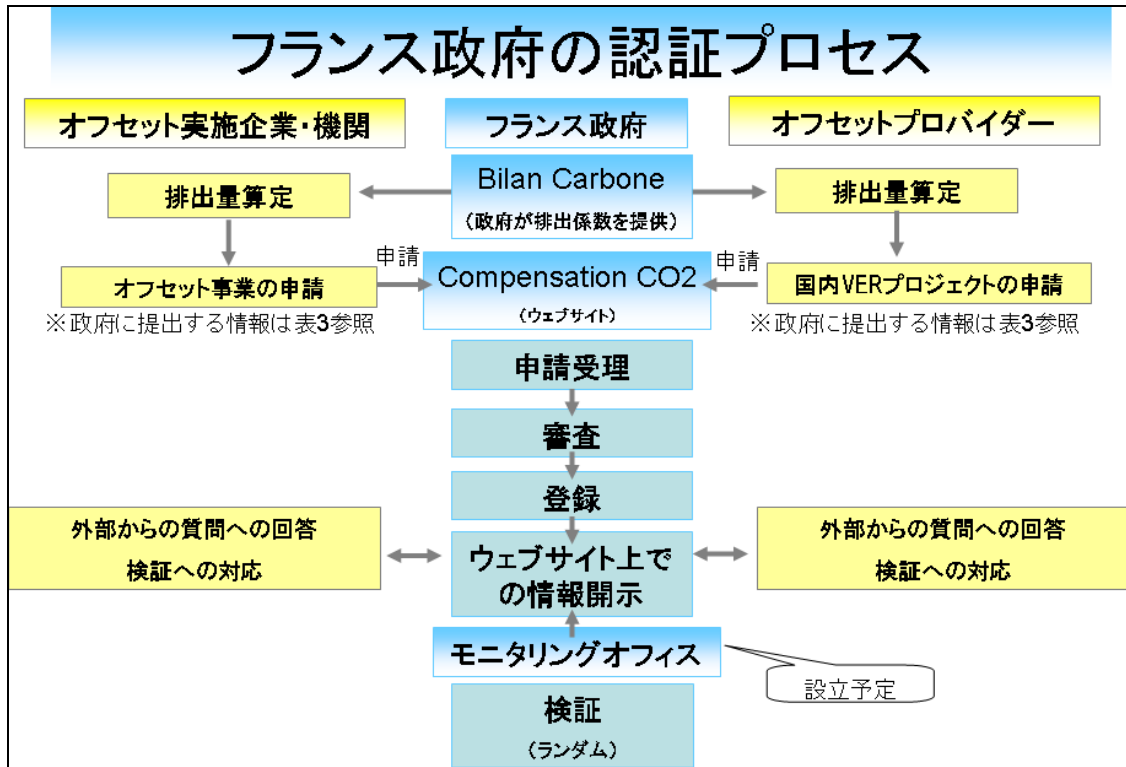 フランス政府の認証プロセス
オフセット実施企業・機関
フランス政府
オフセットプロバイダー
Bilan Carbone
（政府が排出係数を提供）
排出量算定
排出量算定
申請
申請
オフセット事業の申請
Compensation CO2
（ウェブサイト）
国内VERプロジェクトの申請
※政府に提出する情報は表3参照
※政府に提出する情報は表3参照
申請受理
審査
登録
外部からの質問への回答
検証への対応
ウェブサイト上で
の情報開示
外部からの質問への回答
検証への対応
モニタリングオフィス
設立予定
検証
（ランダム）